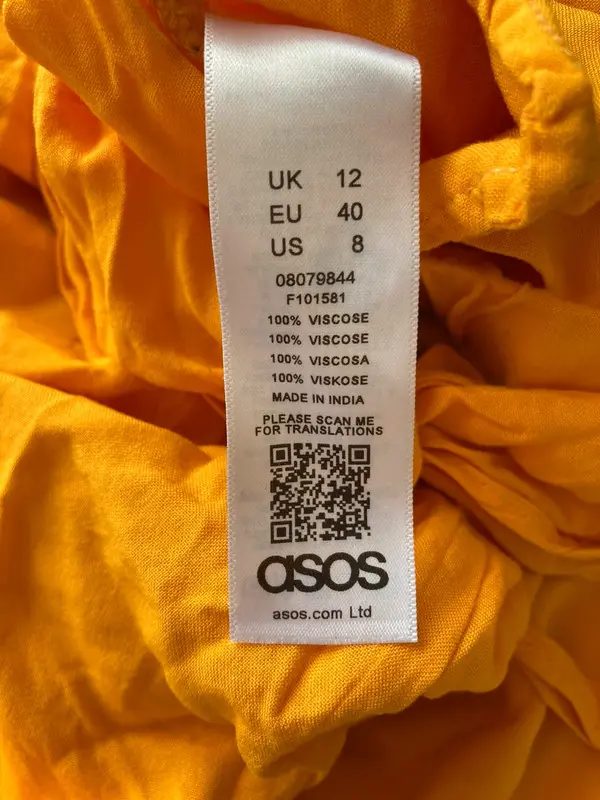 UK 12
EU 40
US 8
08079844
F101581
100% VISCOSE
100% VISCOSE
100% VISCOSA
100% VISKOSE
MADE IN INDIA
PLEASE SCAN ME
FOR TRANSLATIONS
asos
asos.com Ltd